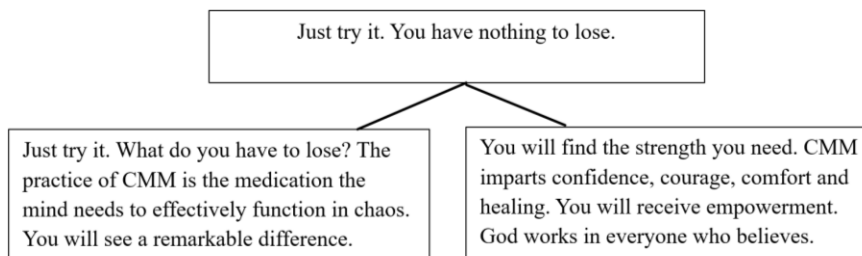 Just try it. You have nothing to lose.
Just try it. What do you have to lose? The
practice of CMM is the medication the
mind needs to effectively function in chaos.
You will see a remarkable difference.
You will find the strength you need. CMM
imparts confidence, courage, comfort and
healing. You will receive empowerment.
God works in everyone who believes.